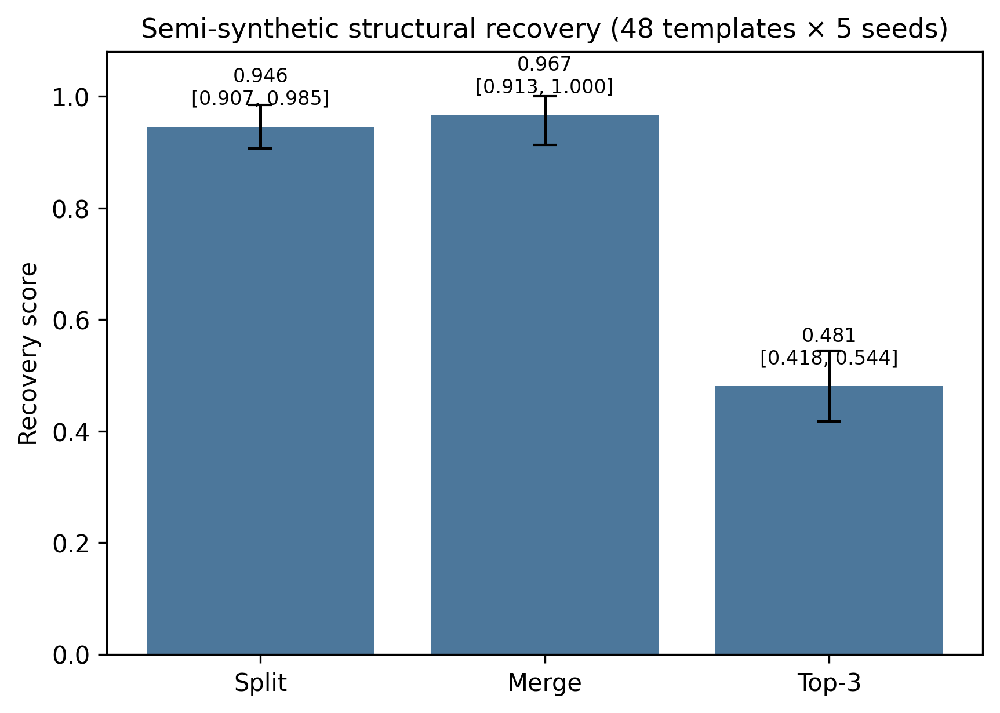 Semi-synthetic structural recovery (48 templates × 5 seeds)
0.946
[0.907, 0.985]
0.967
[0.913, 1.000]
0.481
[0.418, 0.544]
Recovery score
1.0
0.8
0.6
0.4
0.2
0.0
Split
Merge
Top-3